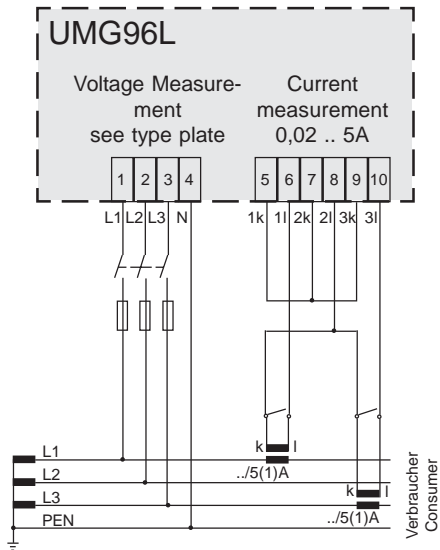 UMG96L
Voltage Measure-
ment
see type plate
Current
measurement
0,02 .. 5A
1 2 3 4
5 6 7 8 9 10
L1 L2 L3 N
1k 1l 2k 2l 3k 3l
k l
../5(1)A
k l
../5(1)A
L1
L2
L3
PEN
Verbraucher
Consumer